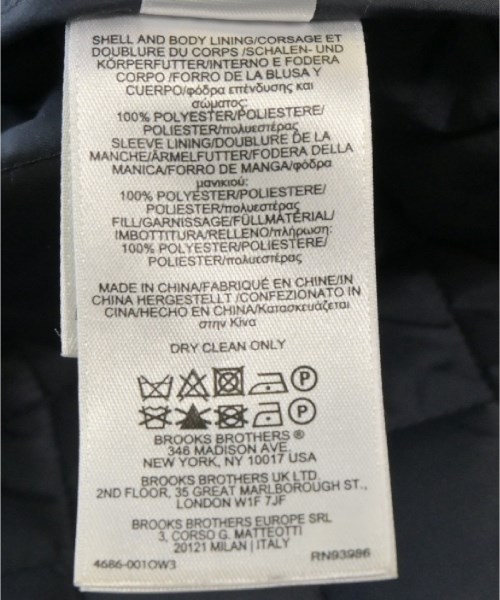 SHELL AND BODY LINING/CORSAGE ET
DOUBLURE DU CORPS /SCHALEN- UND
KÖRPERFUTTER/INTERNO E FODERA
CORPO /FORRO DE LA BLUSA Y
CUERPO/φόδρα επένδυσης και
σώματος:
100% POLYESTER/POLIESTERE/
POLIESTER/πολυεστέρας
SLEEVE LINING/DOUBLURE DE LA
MANCHE/ÄRMELFUTTER/FODERA DELLA
MANICA/FORRO DE MANGA/φόδρα
μανικιού:
100% POLYESTER/POLIESTERE/
POLIESTER/πολυεστέρας
FILL/GARNISSAGE/FÜLLMATERIAL/
IMBOTTITURA/RELLENO/πλήρωση:
100% POLYESTER/POLIESTERE/
POLIESTER/πολυεστέρας
MADE IN CHINA/FABRIQUÉ EN CHINE/IN
CHINA HERGESTELLT /CONFEZIONATO IN
CINA/HECHO EN CHINA/Κατασκευάζεται
στην Κίνα
DRY CLEAN ONLY
P
P
BROOKS BROTHERS ®
346 MADISON AVE.
NEW YORK, NY 10017 USA
BROOKS BROTHERS UK LTD.
2ND FLOOR, 35 GREAT MARLBOROUGH ST.,
LONDON W1F 7JF
BROOKS BROTHERS EUROPE SRL
3, CORSO G. MATTEOTTI
20121 MILAN | ITALY
4686-001OW3 RN93986